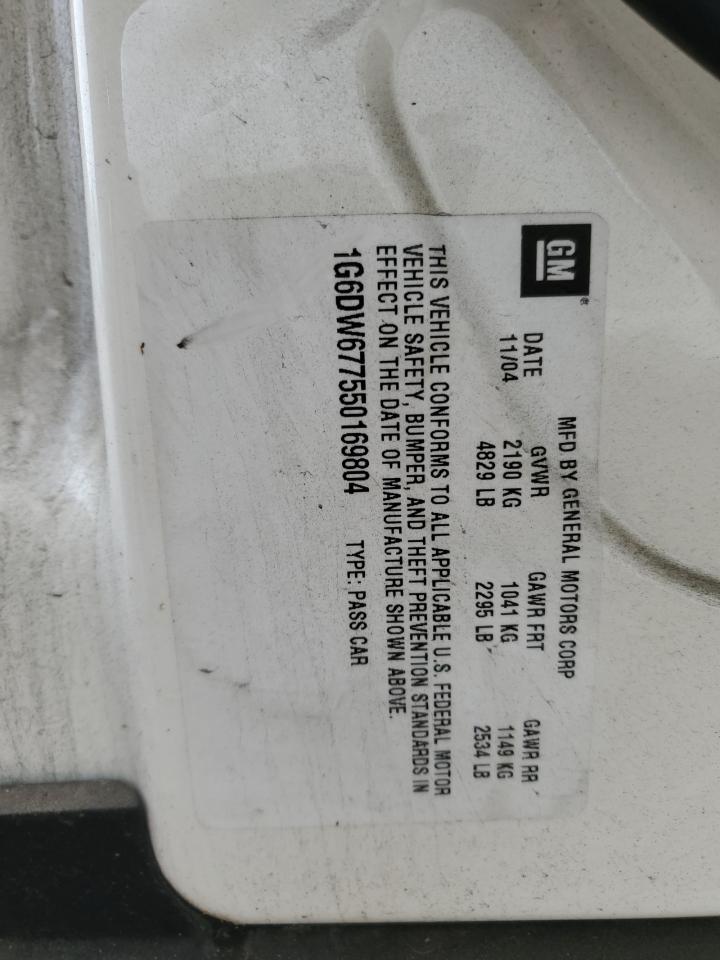 GM®
MFD BY GENERAL MOTORS CORP
DATE GVWR GAWR FRT GAWR RR
11/04 2190 KG 1041 KG 1149 KG
4829 LB 2295 LB 2534 LB
THIS VEHICLE CONFORMS TO ALL APPLICABLE U.S. FEDERAL MOTOR
VEHICLE SAFETY, BUMPER, AND THEFT PREVENTION STANDARDS IN
EFFECT ON THE DATE OF MANUFACTURE SHOWN ABOVE.
1G6DW677550169804 TYPE: PASS CAR